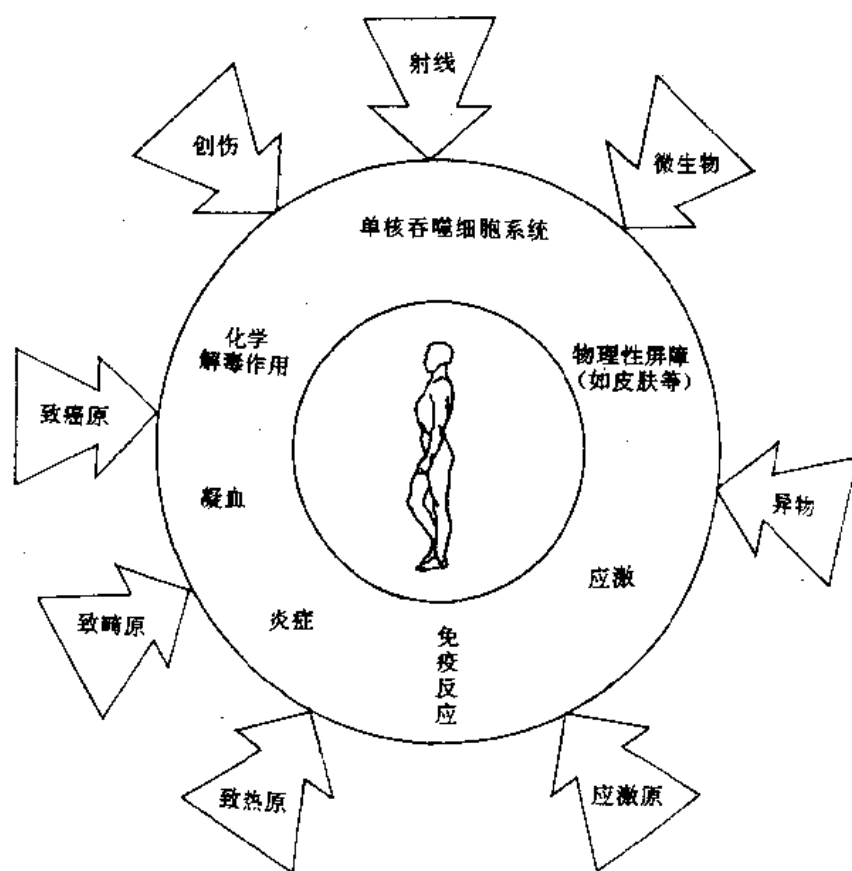 射线
创伤
微生物
单核吞噬细胞系统
化学
解毒作用
物理性屏障
（如皮肤等）
致癌原
凝血
异物
应激
致畸原
炎症
免疫反应
致热原
应激原